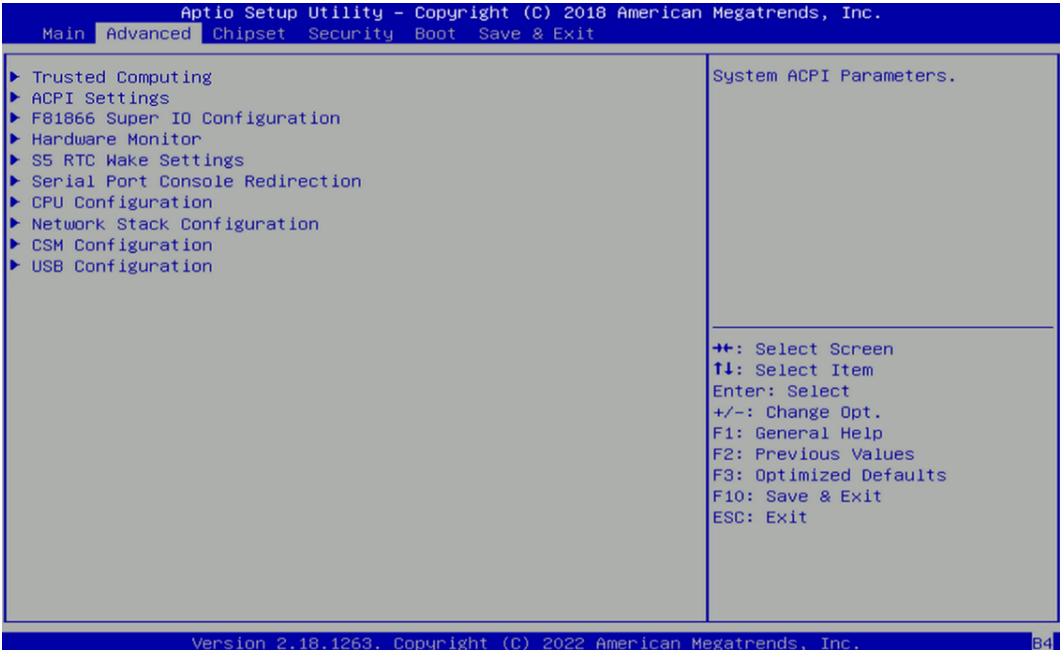 Aptio Setup Utility – Copyright (C) 2018 American Megatrends, Inc.
Main Advanced Chipset Security Boot Save & Exit
▶ Trusted Computing
▶ ACPI Settings
▶ F81866 Super IO Configuration
▶ Hardware Monitor
▶ S5 RTC Wake Settings
▶ Serial Port Console Redirection
▶ CPU Configuration
▶ Network Stack Configuration
▶ CSM Configuration
▶ USB Configuration
System ACPI Parameters.
→←: Select Screen
↑↓: Select Item
Enter: Select
+/-: Change Opt.
F1: General Help
F2: Previous Values
F3: Optimized Defaults
F10: Save & Exit
ESC: Exit
Version 2.18.1263. Copyright (C) 2022 American Megatrends, Inc.
B4